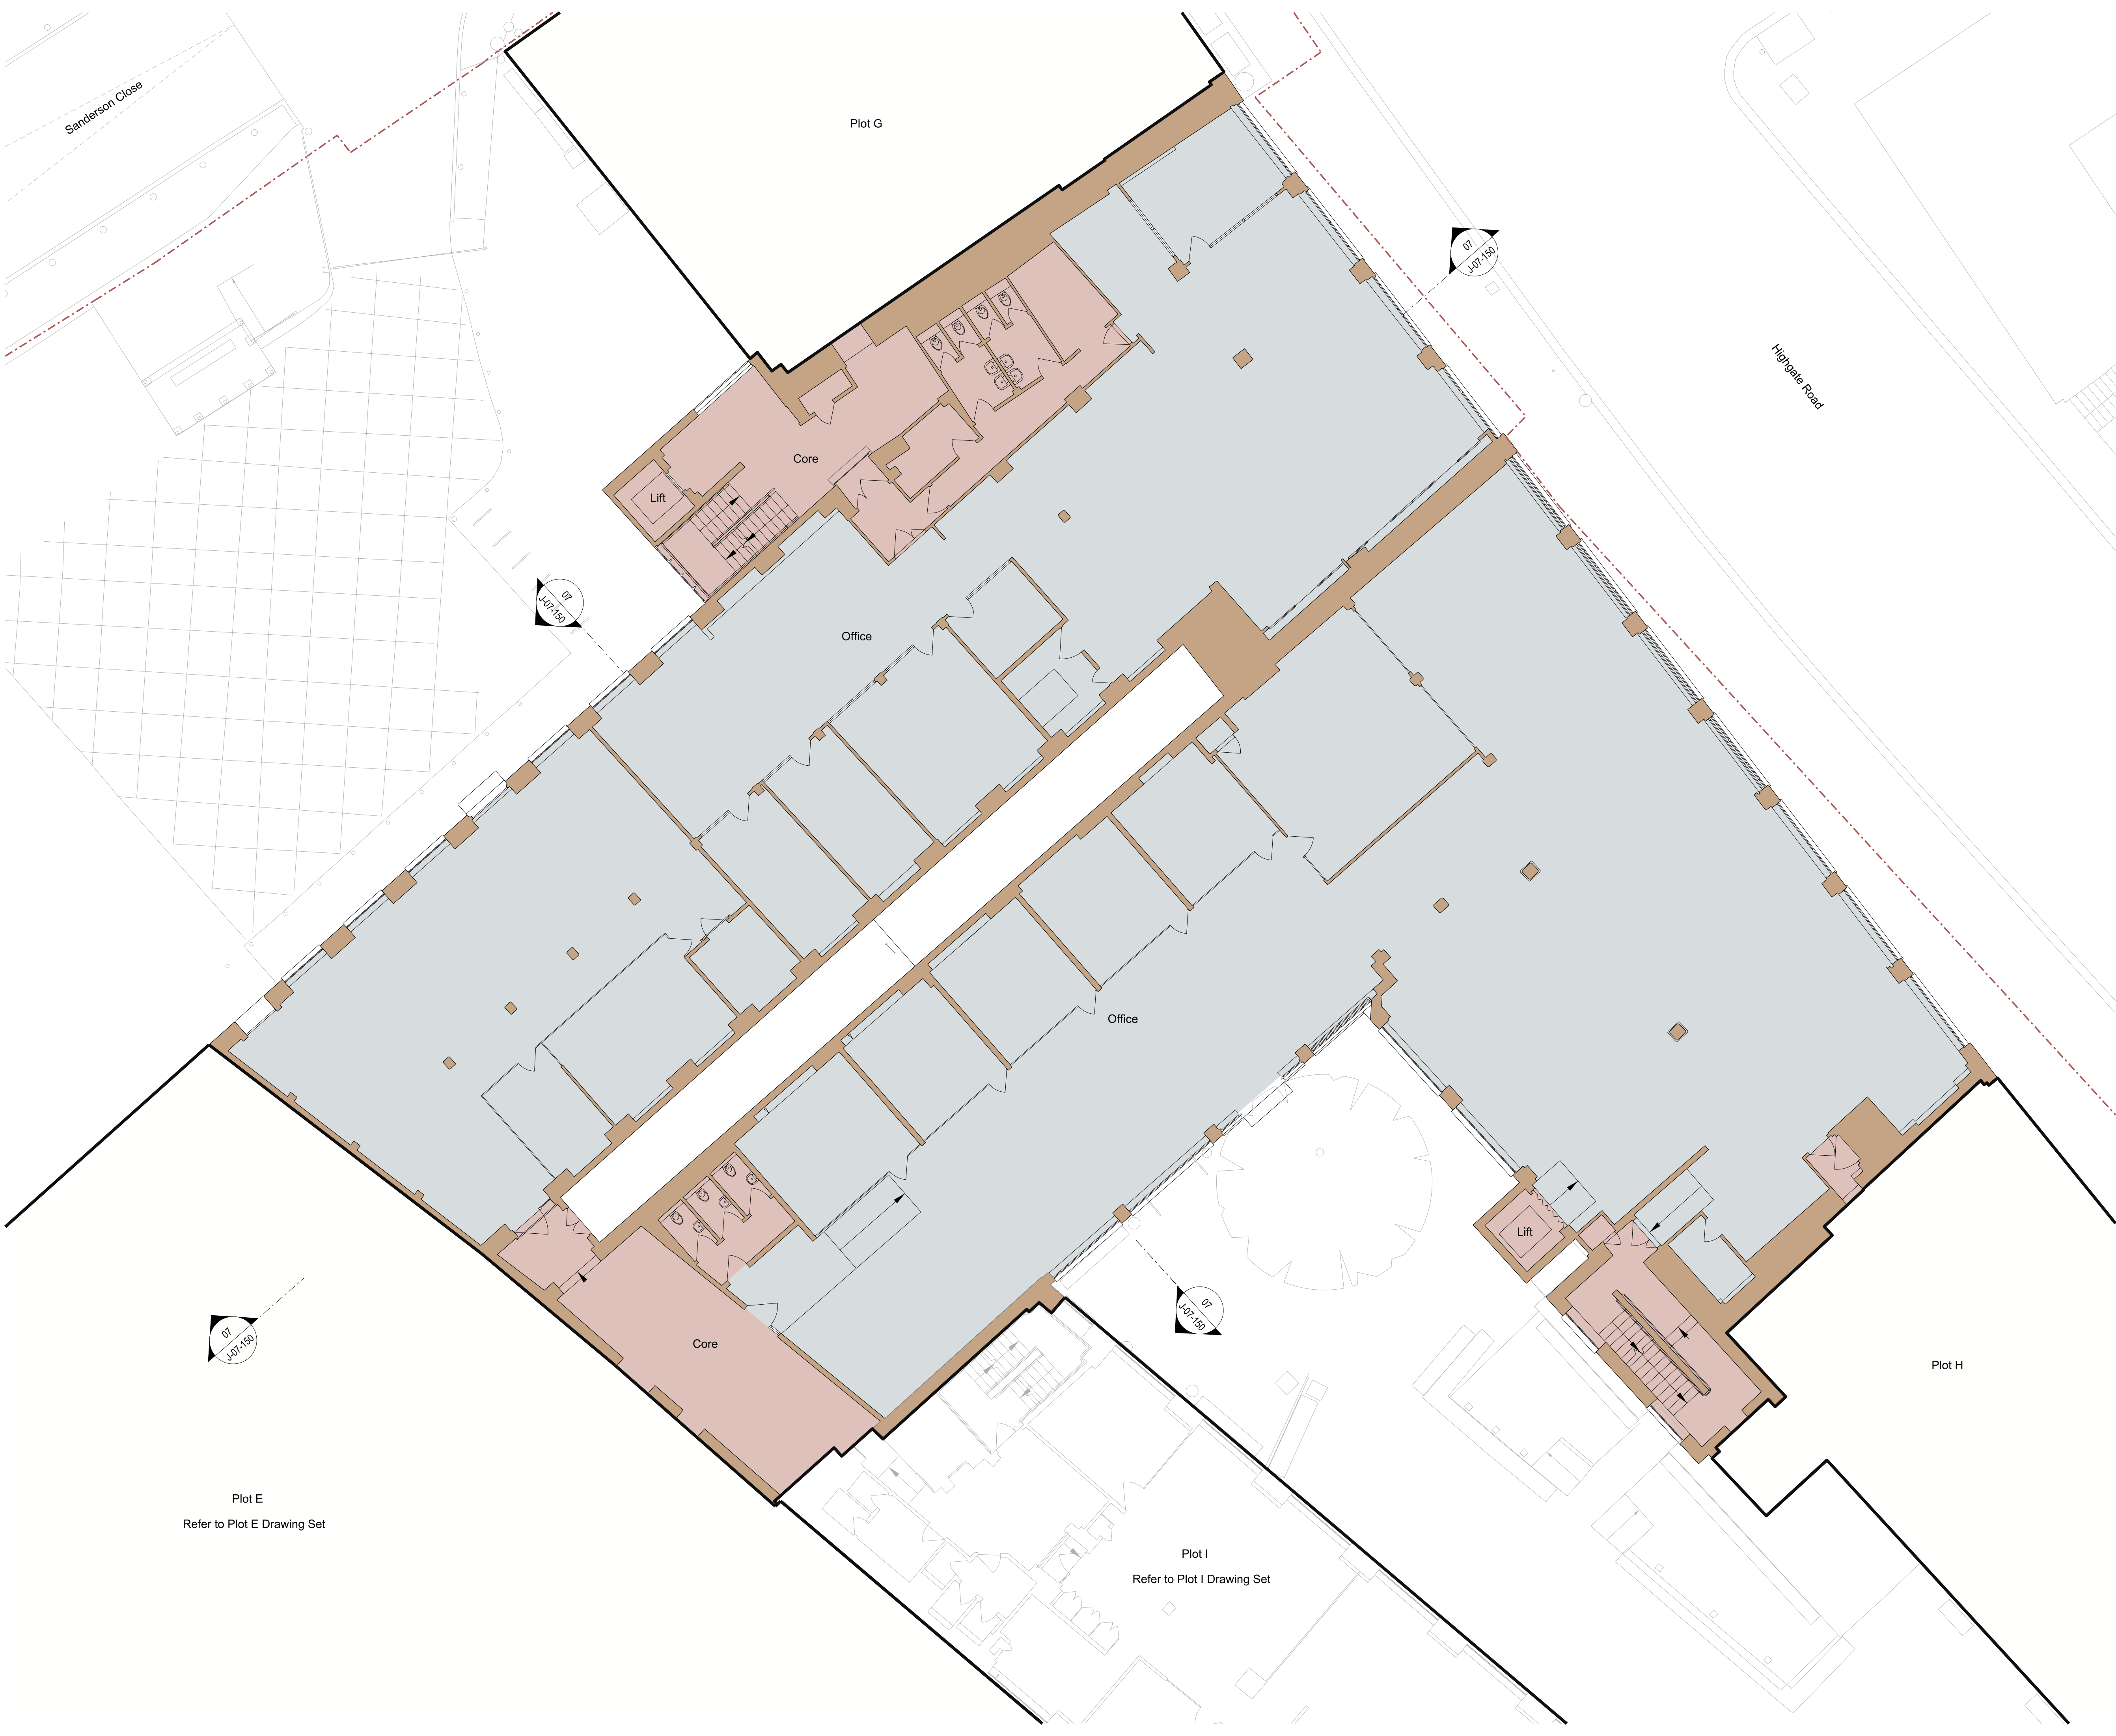 Sanderson Close
Plot G
07
J-07-150
Highgate Road
Core
Lift
07
J-07-150
Office
Office
Lift
07
J-07-150
07
J-07-150
Core
Plot H
Plot E
Refer to Plot E Drawing Set
Plot I
Refer to Plot I Drawing Set